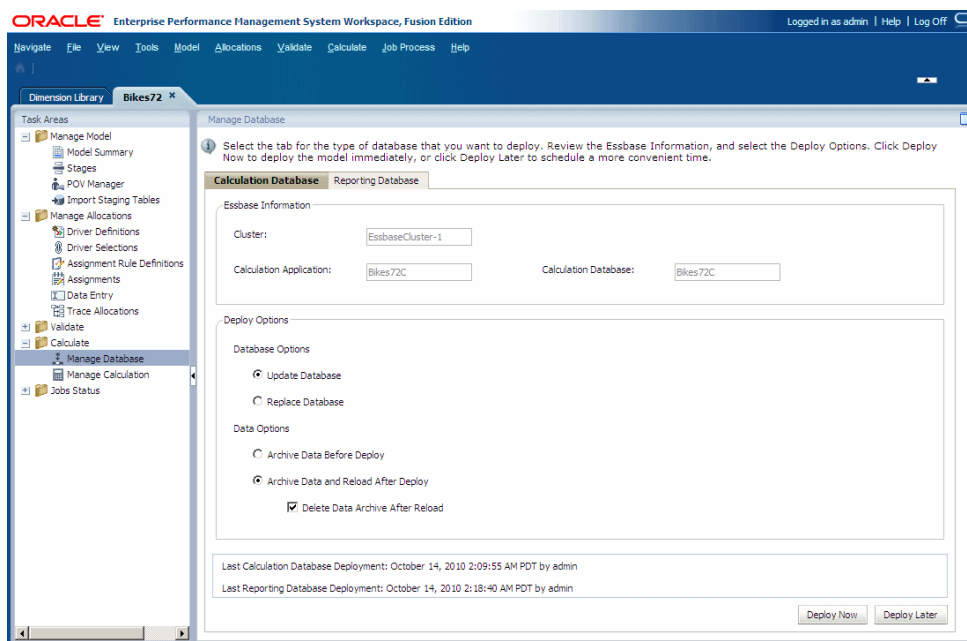 ORACLE Enterprise Performance Management System Workspace, Fusion Edition
Logged in as admin | Help | Log Off
Navigate File View Tools Model Allocations Validate Calculate Job Process Help
Dimension Library
Bikes72 ×
Task Areas
Manage Model
Model Summary
Stages
POV Manager
Import Staging Tables
Manage Allocations
Driver Definitions
Driver Selections
Assignment Rule Definitions
Assignments
Data Entry
Trace Allocations
Validate
Calculate
Manage Database
Manage Calculation
Jobs Status
Manage Database
Select the tab for the type of database that you want to deploy. Review the Essbase Information, and select the Deploy Options. Click Deploy
Now to deploy the model immediately, or click Deploy Later to schedule a more convenient time.
Calculation Database
Reporting Database
Essbase Information
Cluster: EssbaseCluster-1
Calculation Application: Bikes72C Calculation Database: Bikes72C
Deploy Options
Database Options
Update Database
Replace Database
Data Options
Archive Data Before Deploy
Archive Data and Reload After Deploy
Delete Data Archive After Reload
Last Calculation Database Deployment: October 14, 2010 2:09:55 AM PDT by admin
Last Reporting Database Deployment: October 14, 2010 2:18:40 AM PDT by admin
Deploy Now Deploy Later